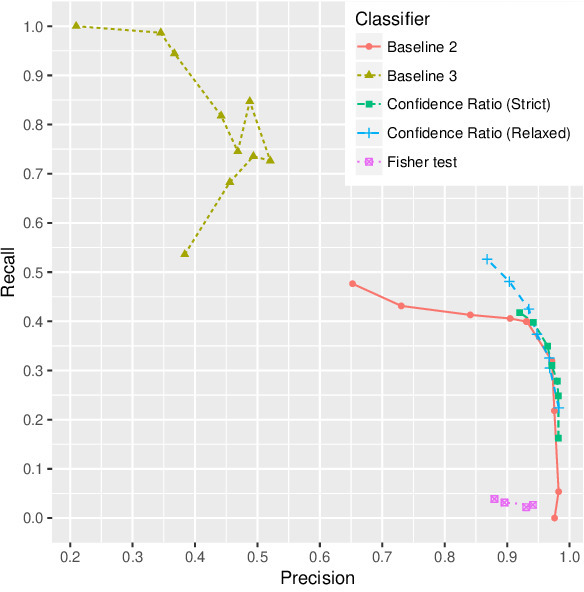 Classifier
Baseline 2
Baseline 3
Confidence Ratio (Strict)
Confidence Ratio (Relaxed)
Fisher test
Recall
1.0
0.9
0.8
0.7
0.6
0.5
0.4
0.3
0.2
0.1
0.0
0.2 0.3 0.4 0.5 0.6 0.7 0.8 0.9 1.0
Precision